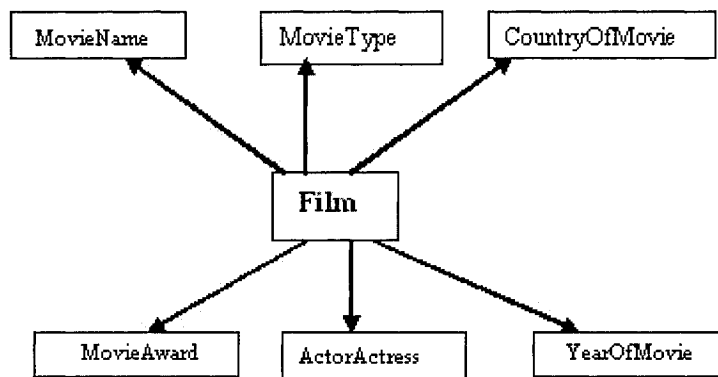 MovieName
MovieType
CountryOfMovie
Film
MovieAward
ActorActress
YearOfMovie